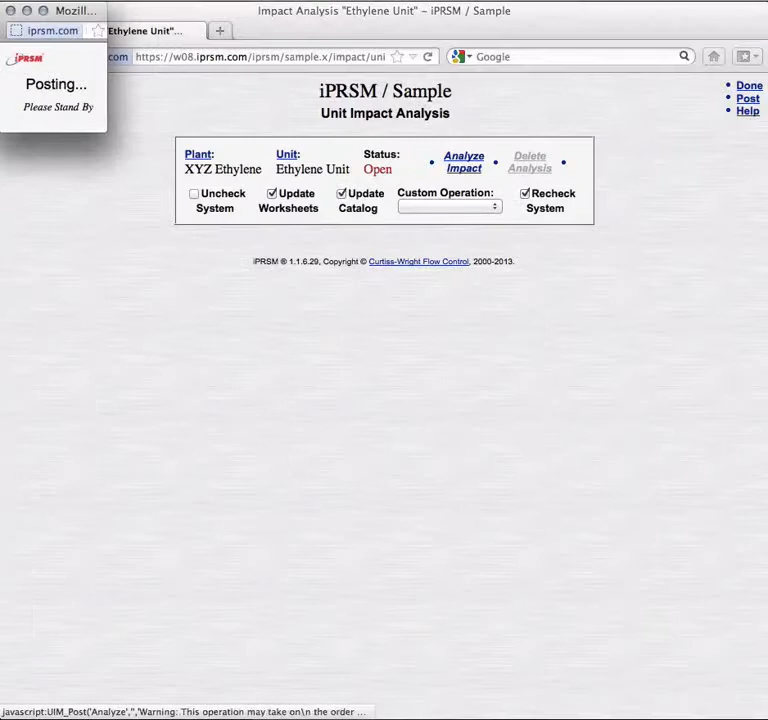 Mozill...
Impact Analysis "Ethylene Unit" – iPRSM / Sample
iprsm.com
Ethylene Unit"...
com
https://w08.iprsm.com/iprsm/sample.x/impact/uni
Google
iPRSM
Posting...
Please Stand By
iPRSM / Sample
Unit Impact Analysis
• Done
• Post
• Help
Plant:
XYZ Ethylene
Unit:
Ethylene Unit
Status:
Open
• Analyze Impact
• Delete Analysis •
Uncheck System
Update Worksheets
Update Catalog
Custom Operation:
Recheck System
iPRSM ® 1.1.6.29, Copyright © Curtiss-Wright Flow Control, 2000-2013.
javascript:UIM_Post('Analyze','','Warning: This operation may take on\n the order ...